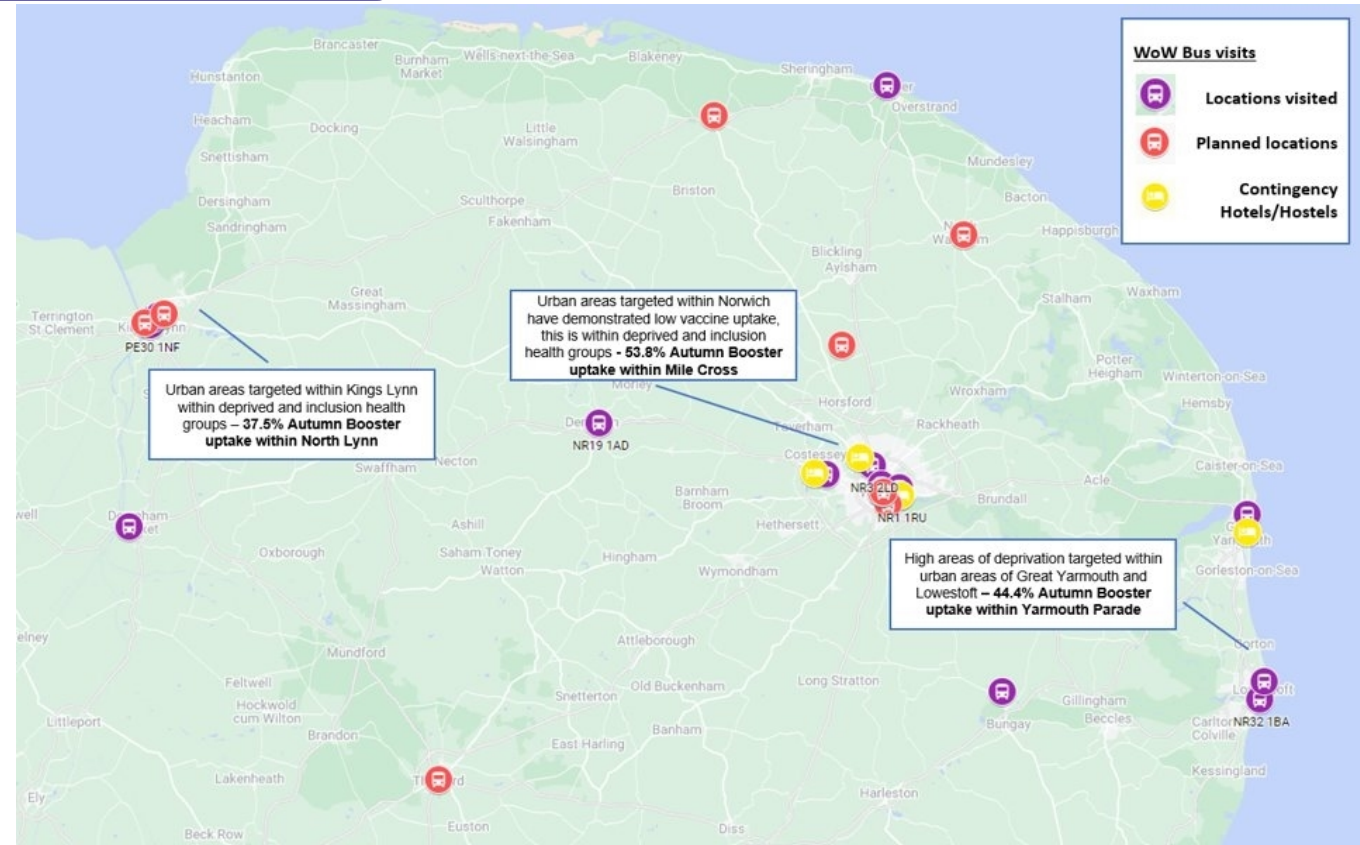 WoW Bus visits
Locations visited
Planned locations
Contingency
Hotels/Hostels
Brancaster
Burnham
Market
Wells-next-the-Sea
Blakeney
Sheringham
Overstrand
Hunstanton
Heacham
Docking
Little
Walsingham
Mundesley
Snettisham
Dersingham
Sandringham
Sculthorpe
Fakenham
Briston
Bacton
Happisburgh
Blickling
Aylsham
Great
Massingham
Stalham
Waxham
Terrington
St Clement
PE30 1NF
Urban areas targeted within Norwich
have demonstrated low vaccine uptake,
this is within deprived and inclusion
health groups - 53.8% Autumn Booster
uptake within Mile Cross
Urban areas targeted within Kings Lynn
within deprived and inclusion health
groups – 37.5% Autumn Booster
uptake within North Lynn
Potter
Heigham
Winterton-on-Sea
Hemsby
Morley
Horsford
Wroxham
Rackheath
Taverham
NR19 1AD
Costessey
Caister-on-Sea
Swaffham
Necton
Acle
Barnham
Broom
NR3 2LD
NR1 1RU
Brundall
Hethersett
Ashill
Oxborough
Saham Toney
Watton
Hingham
Wymondham
Gorleston-on-Sea
High areas of deprivation targeted within
urban areas of Great Yarmouth and
Lowestoft – 44.4% Autumn Booster
uptake within Yarmouth Parade
Corton
Attleborough
Mundford
Feltwell
Hockwold
cum Wilton
Snetterton
Old Buckenham
Long Stratton
Gillingham
Beccles
Bungay
Carlton
Colville
NR32 1BA
Littleport
Brandon
Banham
East Harling
Kessingland
Lakenheath
Harleston
Ely
Beck Row
Euston
Diss